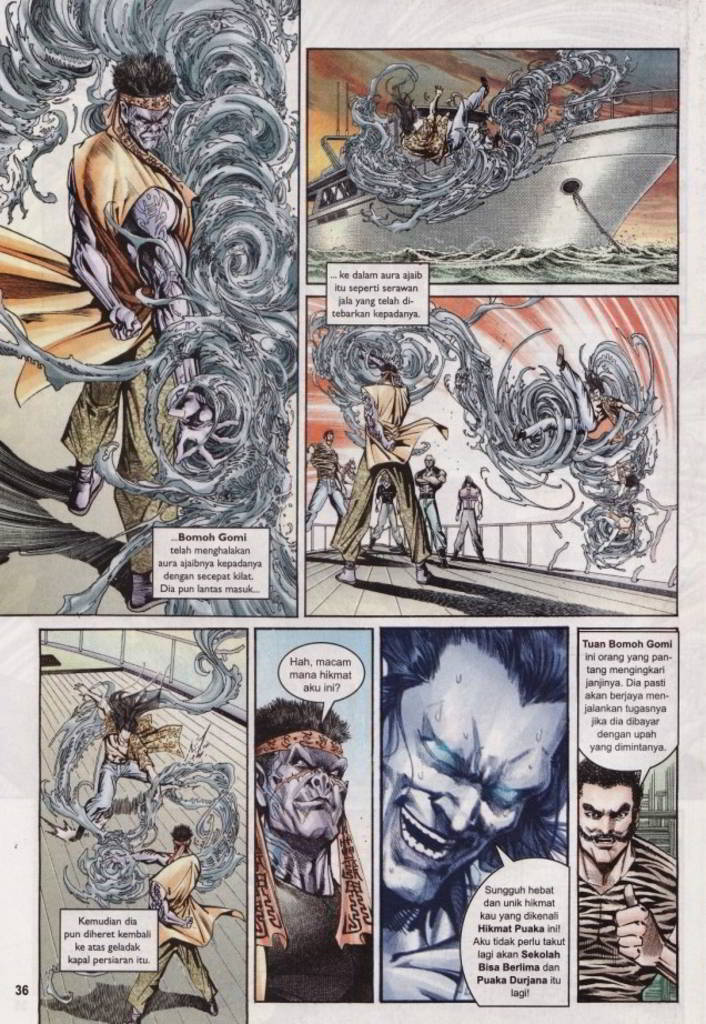 ...Bomoh Gomi
telah menghalakan
aura ajaibnya kepadanya
dengan secepat kilat.
Dia pun lantas masuk...
... ke dalam aura ajaib
itu seperti serawan
jala yang telah di-
tebarkan kepadanya.
Kemudian dia
pun diheret kembali
ke atas geladak
kapal persiaran itu.
Hah, macam
mana hikmat
aku ini?
Sungguh hebat
dan unik hikmat
kau yang dikenali
Hikmat Puaka ini!
Aku tidak perlu takut
lagi akan Sekolah
Bisa Berlima dan
Puaka Durjana itu
lagi!
Tuan Bomoh Gomi
ini orang yang pan-
tang mengingkari
janjinya. Dia pasti
akan berjaya men-
jalankan tugasnya
jika dia dibayar
dengan upah
yang dimintanya.
36